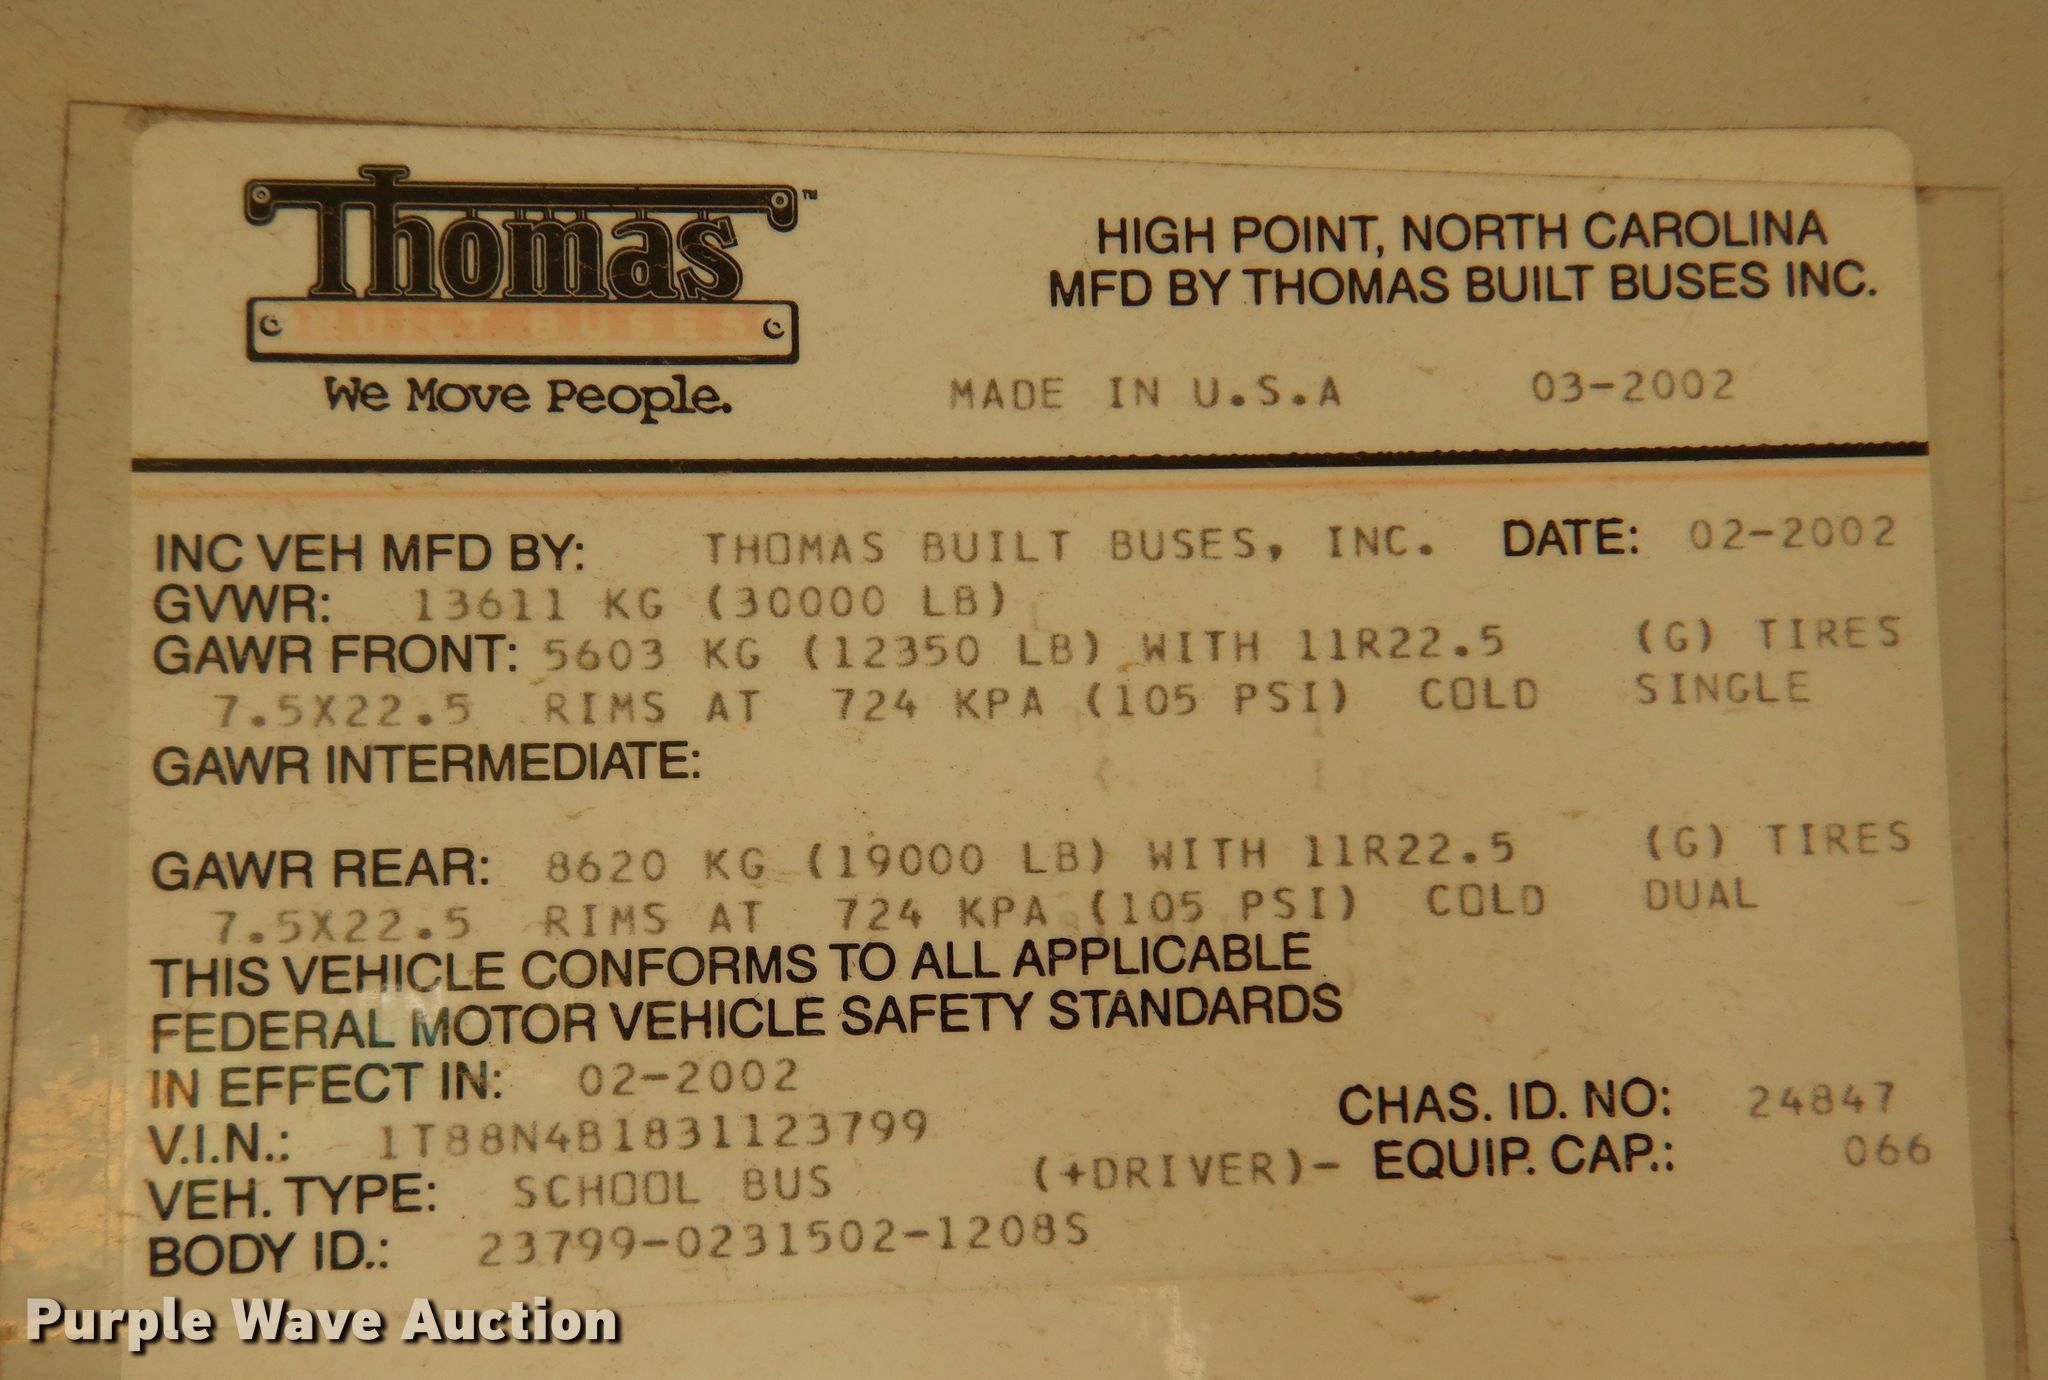 Thomas™
BUILT BUSES
We Move People.
HIGH POINT, NORTH CAROLINA
MFD BY THOMAS BUILT BUSES INC.
MADE IN U.S.A 03-2002
INC VEH MFD BY: THOMAS BUILT BUSES, INC. DATE: 02-2002
GVWR: 13611 KG (30000 LB)
GAWR FRONT: 5603 KG (12350 LB) WITH 11R22.5 (G) TIRES
7.5X22.5 RIMS AT 724 KPA (105 PSI) COLD SINGLE
GAWR INTERMEDIATE:
GAWR REAR: 8620 KG (19000 LB) WITH 11R22.5 (G) TIRES
7.5X22.5 RIMS AT 724 KPA (105 PSI) COLD DUAL
THIS VEHICLE CONFORMS TO ALL APPLICABLE
FEDERAL MOTOR VEHICLE SAFETY STANDARDS
IN EFFECT IN: 02-2002
CHAS. ID. NO: 24847
V.I.N.: 1T88N4B1831123799
(+DRIVER)- EQUIP. CAP.: 066
VEH. TYPE: SCHOOL BUS
BODY ID.: 23799-0231502-1208S
Purple Wave Auction